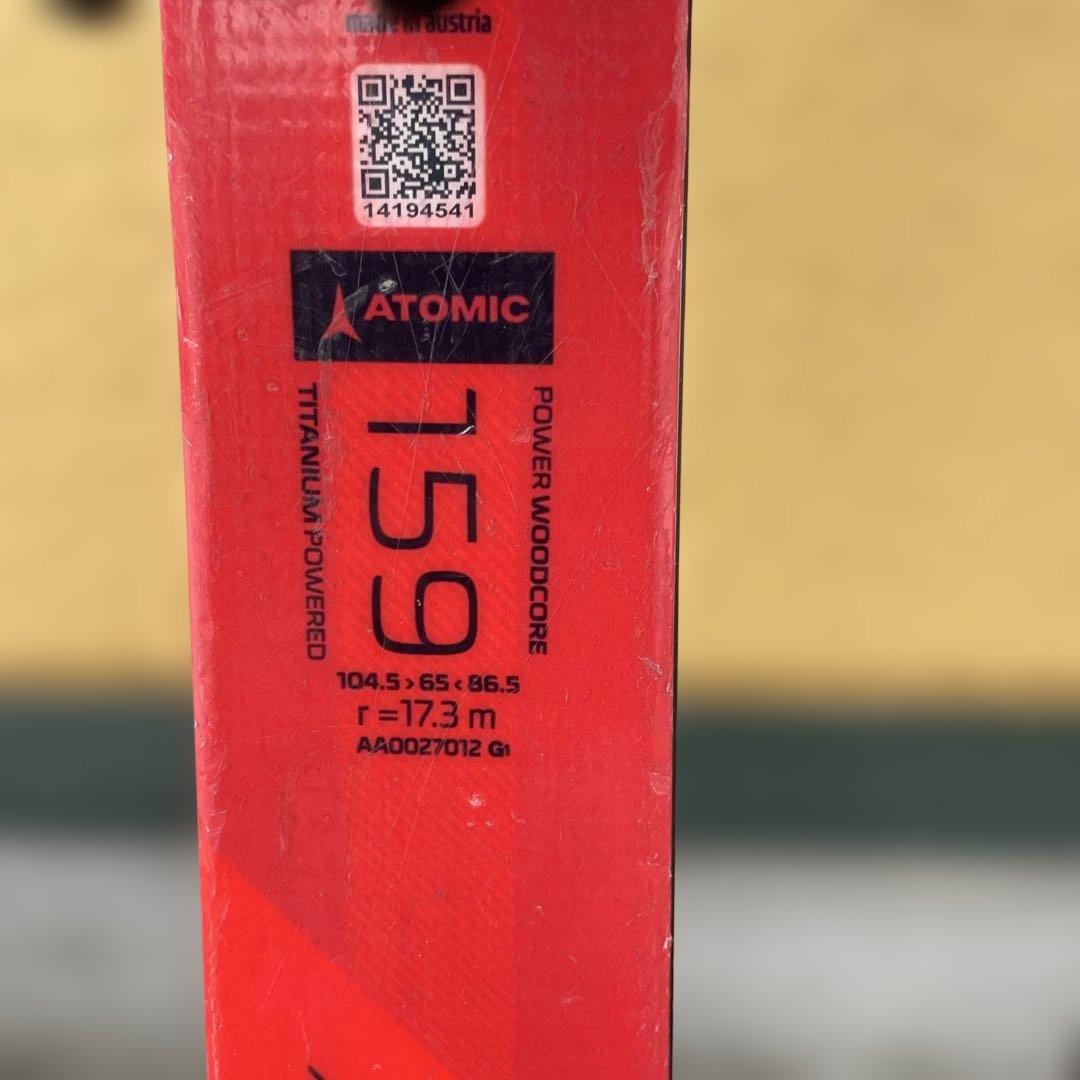 made in austria
14194541
ATOMIC
TITANIUM POWERED
159
POWER WOODCORE
104.5 › 65 ‹ 86.5
r = 17.3 m
AA0027012 G1